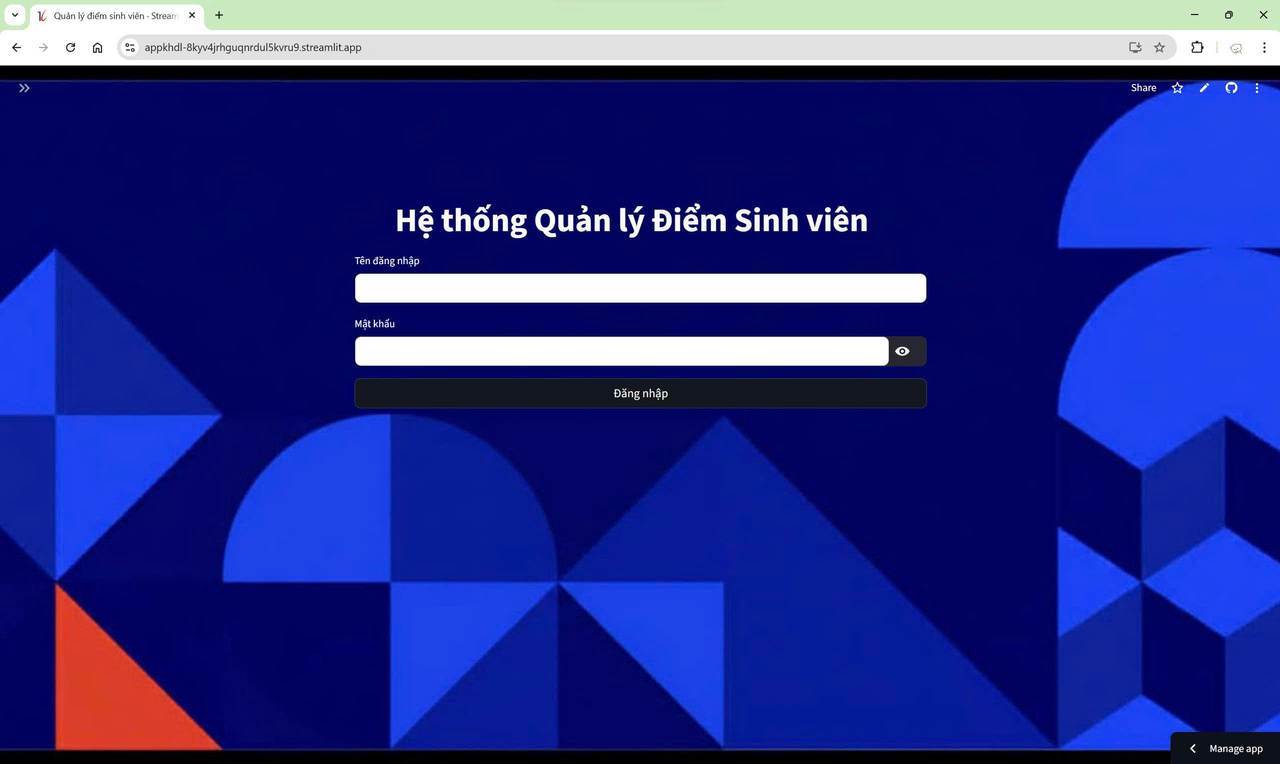 Quản lý điểm sinh viên · Stream
appkhdl-8kyv4jrhguqnrdul5kvru9.streamlit.app
Share
Hệ thống Quản lý Điểm Sinh viên
Tên đăng nhập
Mật khẩu
Đăng nhập
Manage app